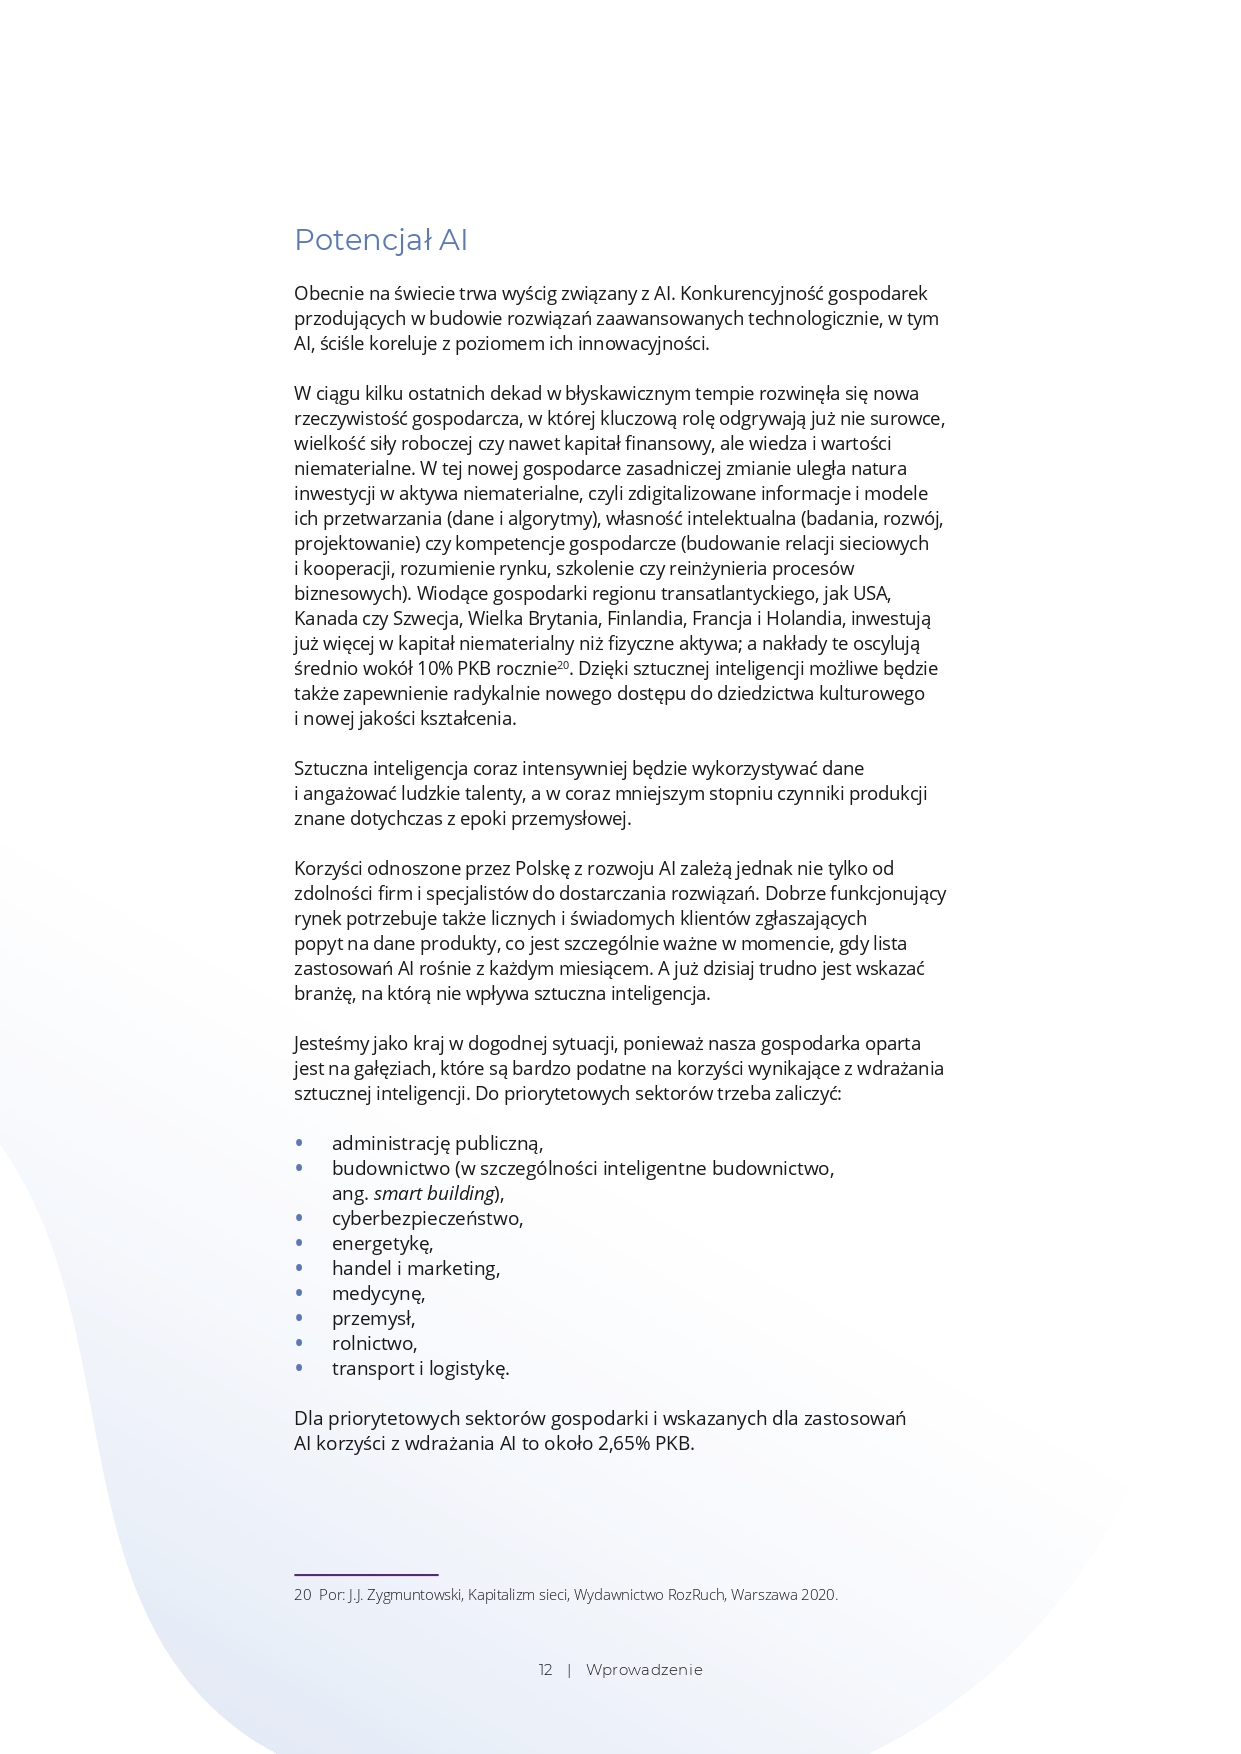 Potencjał AI
Obecnie na świecie trwa wyścig związany z AI. Konkurencyjność gospodarek
przodujących w budowie rozwiązań zaawansowanych technologicznie, w tym
AI, ściśle koreluje z poziomem ich innowacyjności.
W ciągu kilku ostatnich dekad w błyskawicznym tempie rozwinęła się nowa
rzeczywistość gospodarcza, w której kluczową rolę odgrywają już nie surowce,
wielkość siły roboczej czy nawet kapitał finansowy, ale wiedza i wartości
niematerialne. W tej nowej gospodarce zasadniczej zmianie uległa natura
inwestycji w aktywa niematerialne, czyli zdigitalizowane informacje i modele
ich przetwarzania (dane i algorytmy), własność intelektualna (badania, rozwój,
projektowanie) czy kompetencje gospodarcze (budowanie relacji sieciowych
i kooperacji, rozumienie rynku, szkolenie czy reinżynieria procesów
biznesowych). Wiodące gospodarki regionu transatlantyckiego, jak USA,
Kanada czy Szwecja, Wielka Brytania, Finlandia, Francja i Holandia, inwestują
już więcej w kapitał niematerialny niż fizyczne aktywa; a nakłady te oscylują
średnio wokół 10% PKB rocznie20. Dzięki sztucznej inteligencji możliwe będzie
także zapewnienie radykalnie nowego dostępu do dziedzictwa kulturowego
i nowej jakości kształcenia.
Sztuczna inteligencja coraz intensywniej będzie wykorzystywać dane
i angażować ludzkie talenty, a w coraz mniejszym stopniu czynniki produkcji
znane dotychczas z epoki przemysłowej.
Korzyści odnoszone przez Polskę z rozwoju AI zależą jednak nie tylko od
zdolności firm i specjalistów do dostarczania rozwiązań. Dobrze funkcjonujący
rynek potrzebuje także licznych i świadomych klientów zgłaszających
popyt na dane produkty, co jest szczególnie ważne w momencie, gdy lista
zastosowań AI rośnie z każdym miesiącem. A już dzisiaj trudno jest wskazać
branżę, na którą nie wpływa sztuczna inteligencja.
Jesteśmy jako kraj w dogodnej sytuacji, ponieważ nasza gospodarka oparta
jest na gałęziach, które są bardzo podatne na korzyści wynikające z wdrażania
sztucznej inteligencji. Do priorytetowych sektorów trzeba zaliczyć:
• administrację publiczną,
• budownictwo (w szczególności inteligentne budownictwo,
ang. smart building),
• cyberbezpieczeństwo,
• energetykę,
• handel i marketing,
• medycynę,
• przemysł,
• rolnictwo,
• transport i logistykę.
Dla priorytetowych sektorów gospodarki i wskazanych dla zastosowań
AI korzyści z wdrażania AI to około 2,65% PKB.
20 Por: J.J. Zygmuntowski, Kapitalizm sieci, Wydawnictwo RozRuch, Warszawa 2020.
12 | Wprowadzenie